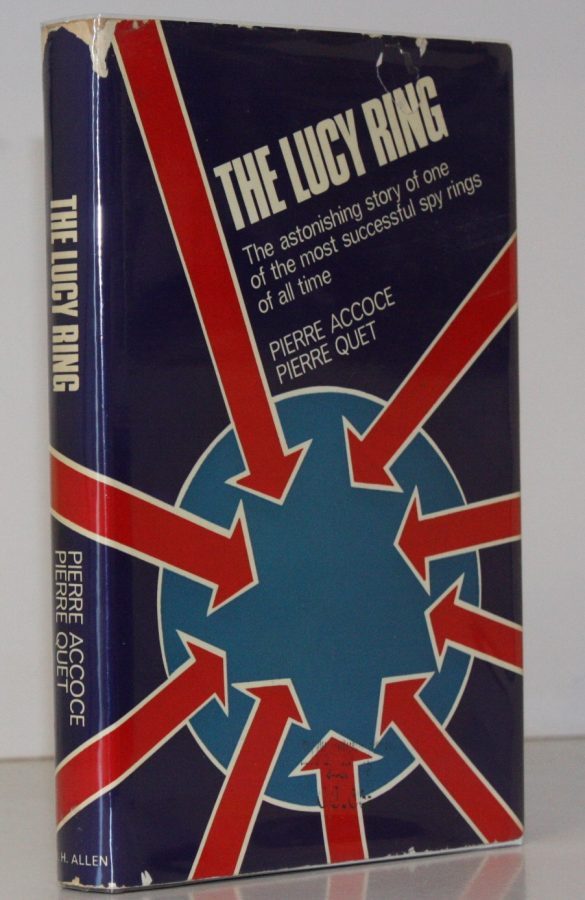 THE LUCY RING
The astonishing story of one
of the most successful spy rings
of all time
PIERRE ACCOCE
PIERRE QUET
THE LUCY RING
PIERRE ACCOCE
PIERRE QUET
H. ALLEN